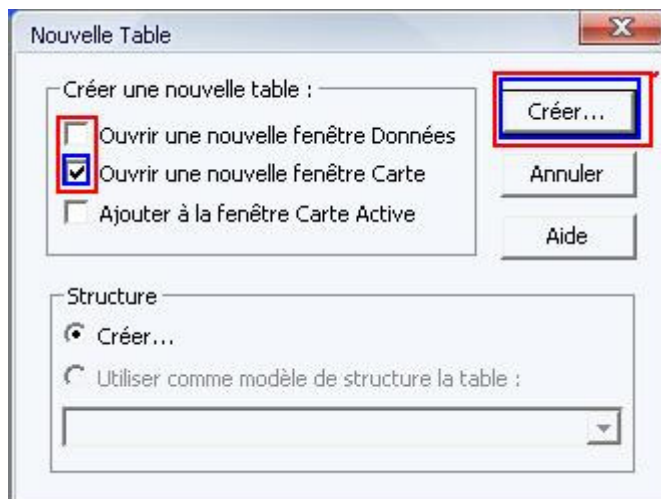 Nouvelle Table
Créer une nouvelle table :
Ouvrir une nouvelle fenêtre Données
Ouvrir une nouvelle fenêtre Carte
Ajouter à la fenêtre Carte Active
Créer...
Annuler
Aide
Structure
Créer...
Utiliser comme modèle de structure la table :